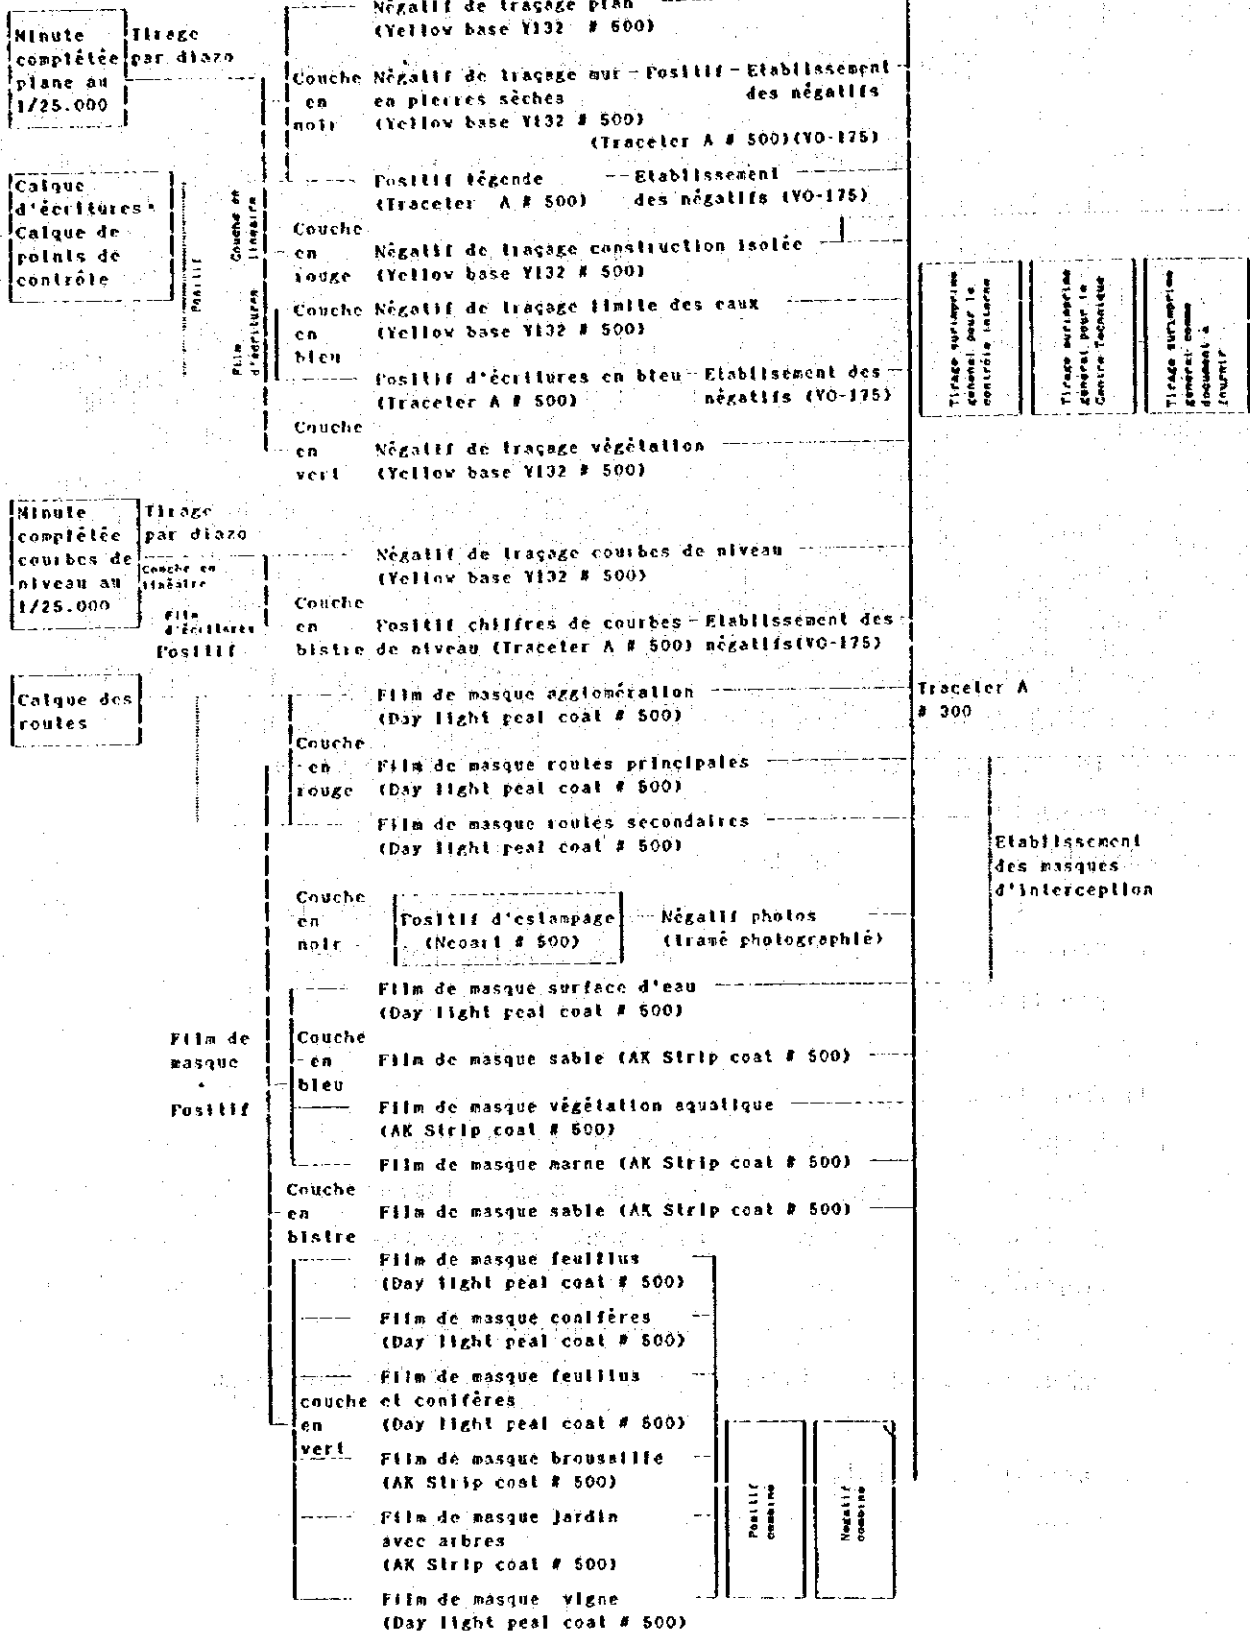 Négatif de traçage plan
(Yellow base Y132 # 500)
Minute complétée plane au 1/25.000
Tirage par diazo
Couche en noir
Négatif de traçage mur - Positif - Etablissement
en pierres sèches des négatifs
(Yellow base Y132 # 500)
(Traceler A # 500)(YO-175)
Positif légende -- Etablissement
(Traceler A # 500) des négatifs (YO-175)
Calque d'écritures
Calque de points de contrôle
Positif
Couche en linéaire
Film d'écritures
Couche en rouge
Négatif de traçage construction isolée
(Yellow base Y132 # 500)
Couche en bleu
Négatif de traçage limite des eaux
(Yellow base Y132 # 500)
Positif d'écritures en bleu - Etablisement des
(Traceler A # 500) négatifs (YO-175)
Couche en vert
Négatif de traçage végétation
(Yellow base Y132 # 500)
Tirage surimprime général pour le contrôle interne
Tirage surimprime général pour le Centre Technique
Tirage surimprime général comme document à fournir
Minute complétée courbes de niveau au 1/25.000
Tirage par diazo
Couche en linéaire
Film d'écritures
Positif
Négatif de traçage courbes de niveau
(Yellow base Y132 # 500)
Couche en bistre
Positif chiffres de courbes - Etablissement des
de niveau (Traceler A # 500) négatifs(YO-175)
Calque des routes
Film de masque agglomération
(Day light peal coat # 500)
Traceler A
# 300
Couche en rouge
Film de masque routes principales
(Day light peal coat # 500)
Film de masque routes secondaires
(Day light peal coat # 500)
Etablissement
des masques
d'interception
Couche en noir
Positif d'estampage
(Neoart # 500)
Négatif photos
(tramé photographié)
Film de masque surface d'eau
(Day light peal coat # 500)
Film de
masque
Positif
Couche en bleu
Film de masque sable (AK Strip coat # 500)
Film de masque végétation aquatique
(AK Strip coat # 500)
Film de masque marne (AK Strip coat # 500)
Couche en bistre
Film de masque sable (AK Strip coat # 500)
Film de masque feuillus
(Day light peal coat # 500)
Film de masque conifères
(Day light peal coat # 500)
Film de masque feuillus
couche et conifères
en (Day light peal coat # 500)
vert
Film de masque broussaille
(AK Strip coat # 500)
Film de masque jardin
avec arbres
(AK Strip coat # 500)
Film de masque vigne
(Day light peal coat # 500)
Positif combine
Négatif combine